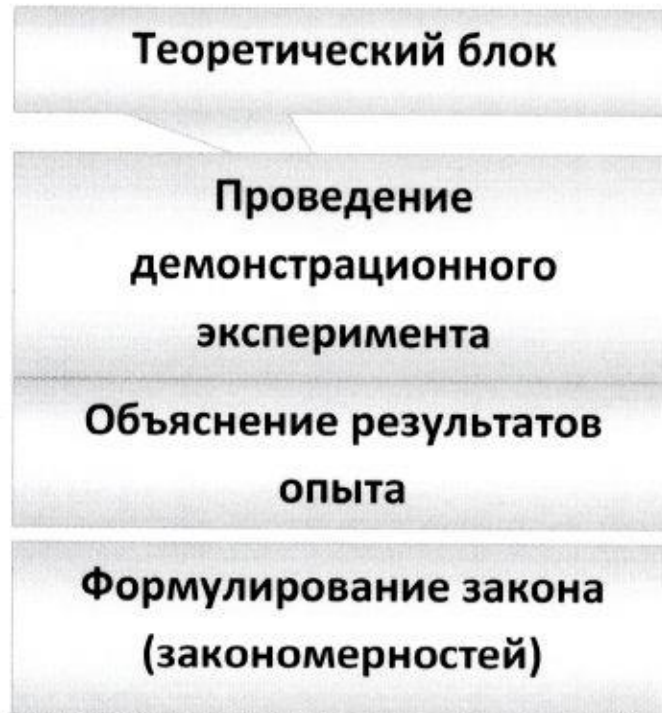 Теоретический блок
Проведение
демонстрационного
эксперимента
Объяснение результатов
опыта
Формулирование закона
(закономерностей)